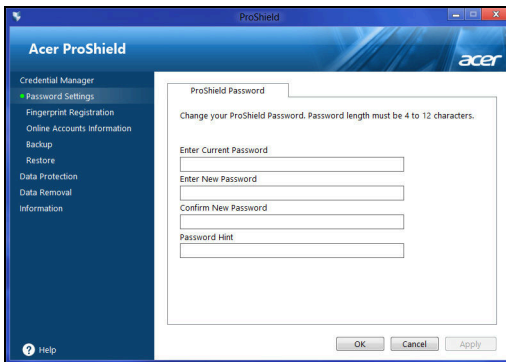 ProShield
Acer ProShield
acer
Credential Manager
Password Settings
Fingerprint Registration
Online Accounts Information
Backup
Restore
Data Protection
Data Removal
Information
ProShield Password
Change your ProShield Password. Password length must be 4 to 12 characters.
Enter Current Password
Enter New Password
Confirm New Password
Password Hint
? Help
OK
Cancel
Apply